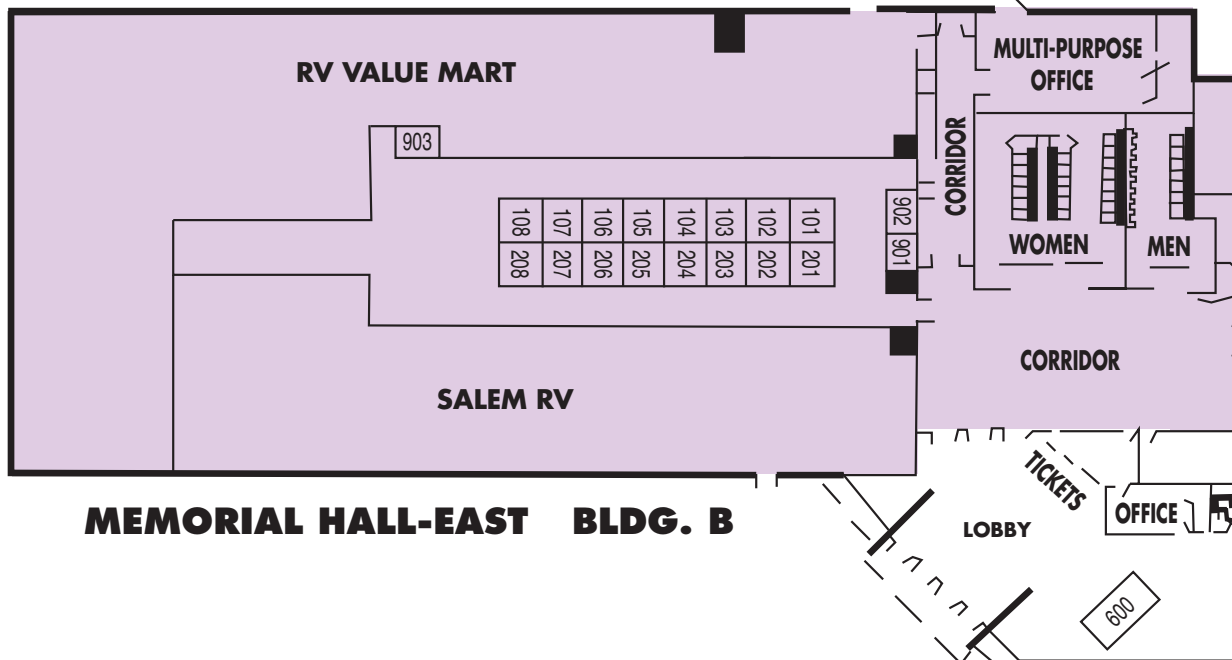 RV VALUE MART
MULTI-PURPOSE
OFFICE
903
CORRIDOR
108 107 106 105 104 103 102 101
208 207 206 205 204 203 202 201
902
901
WOMEN
MEN
CORRIDOR
SALEM RV
TICKETS
OFFICE
MEMORIAL HALL-EAST BLDG. B
LOBBY
600